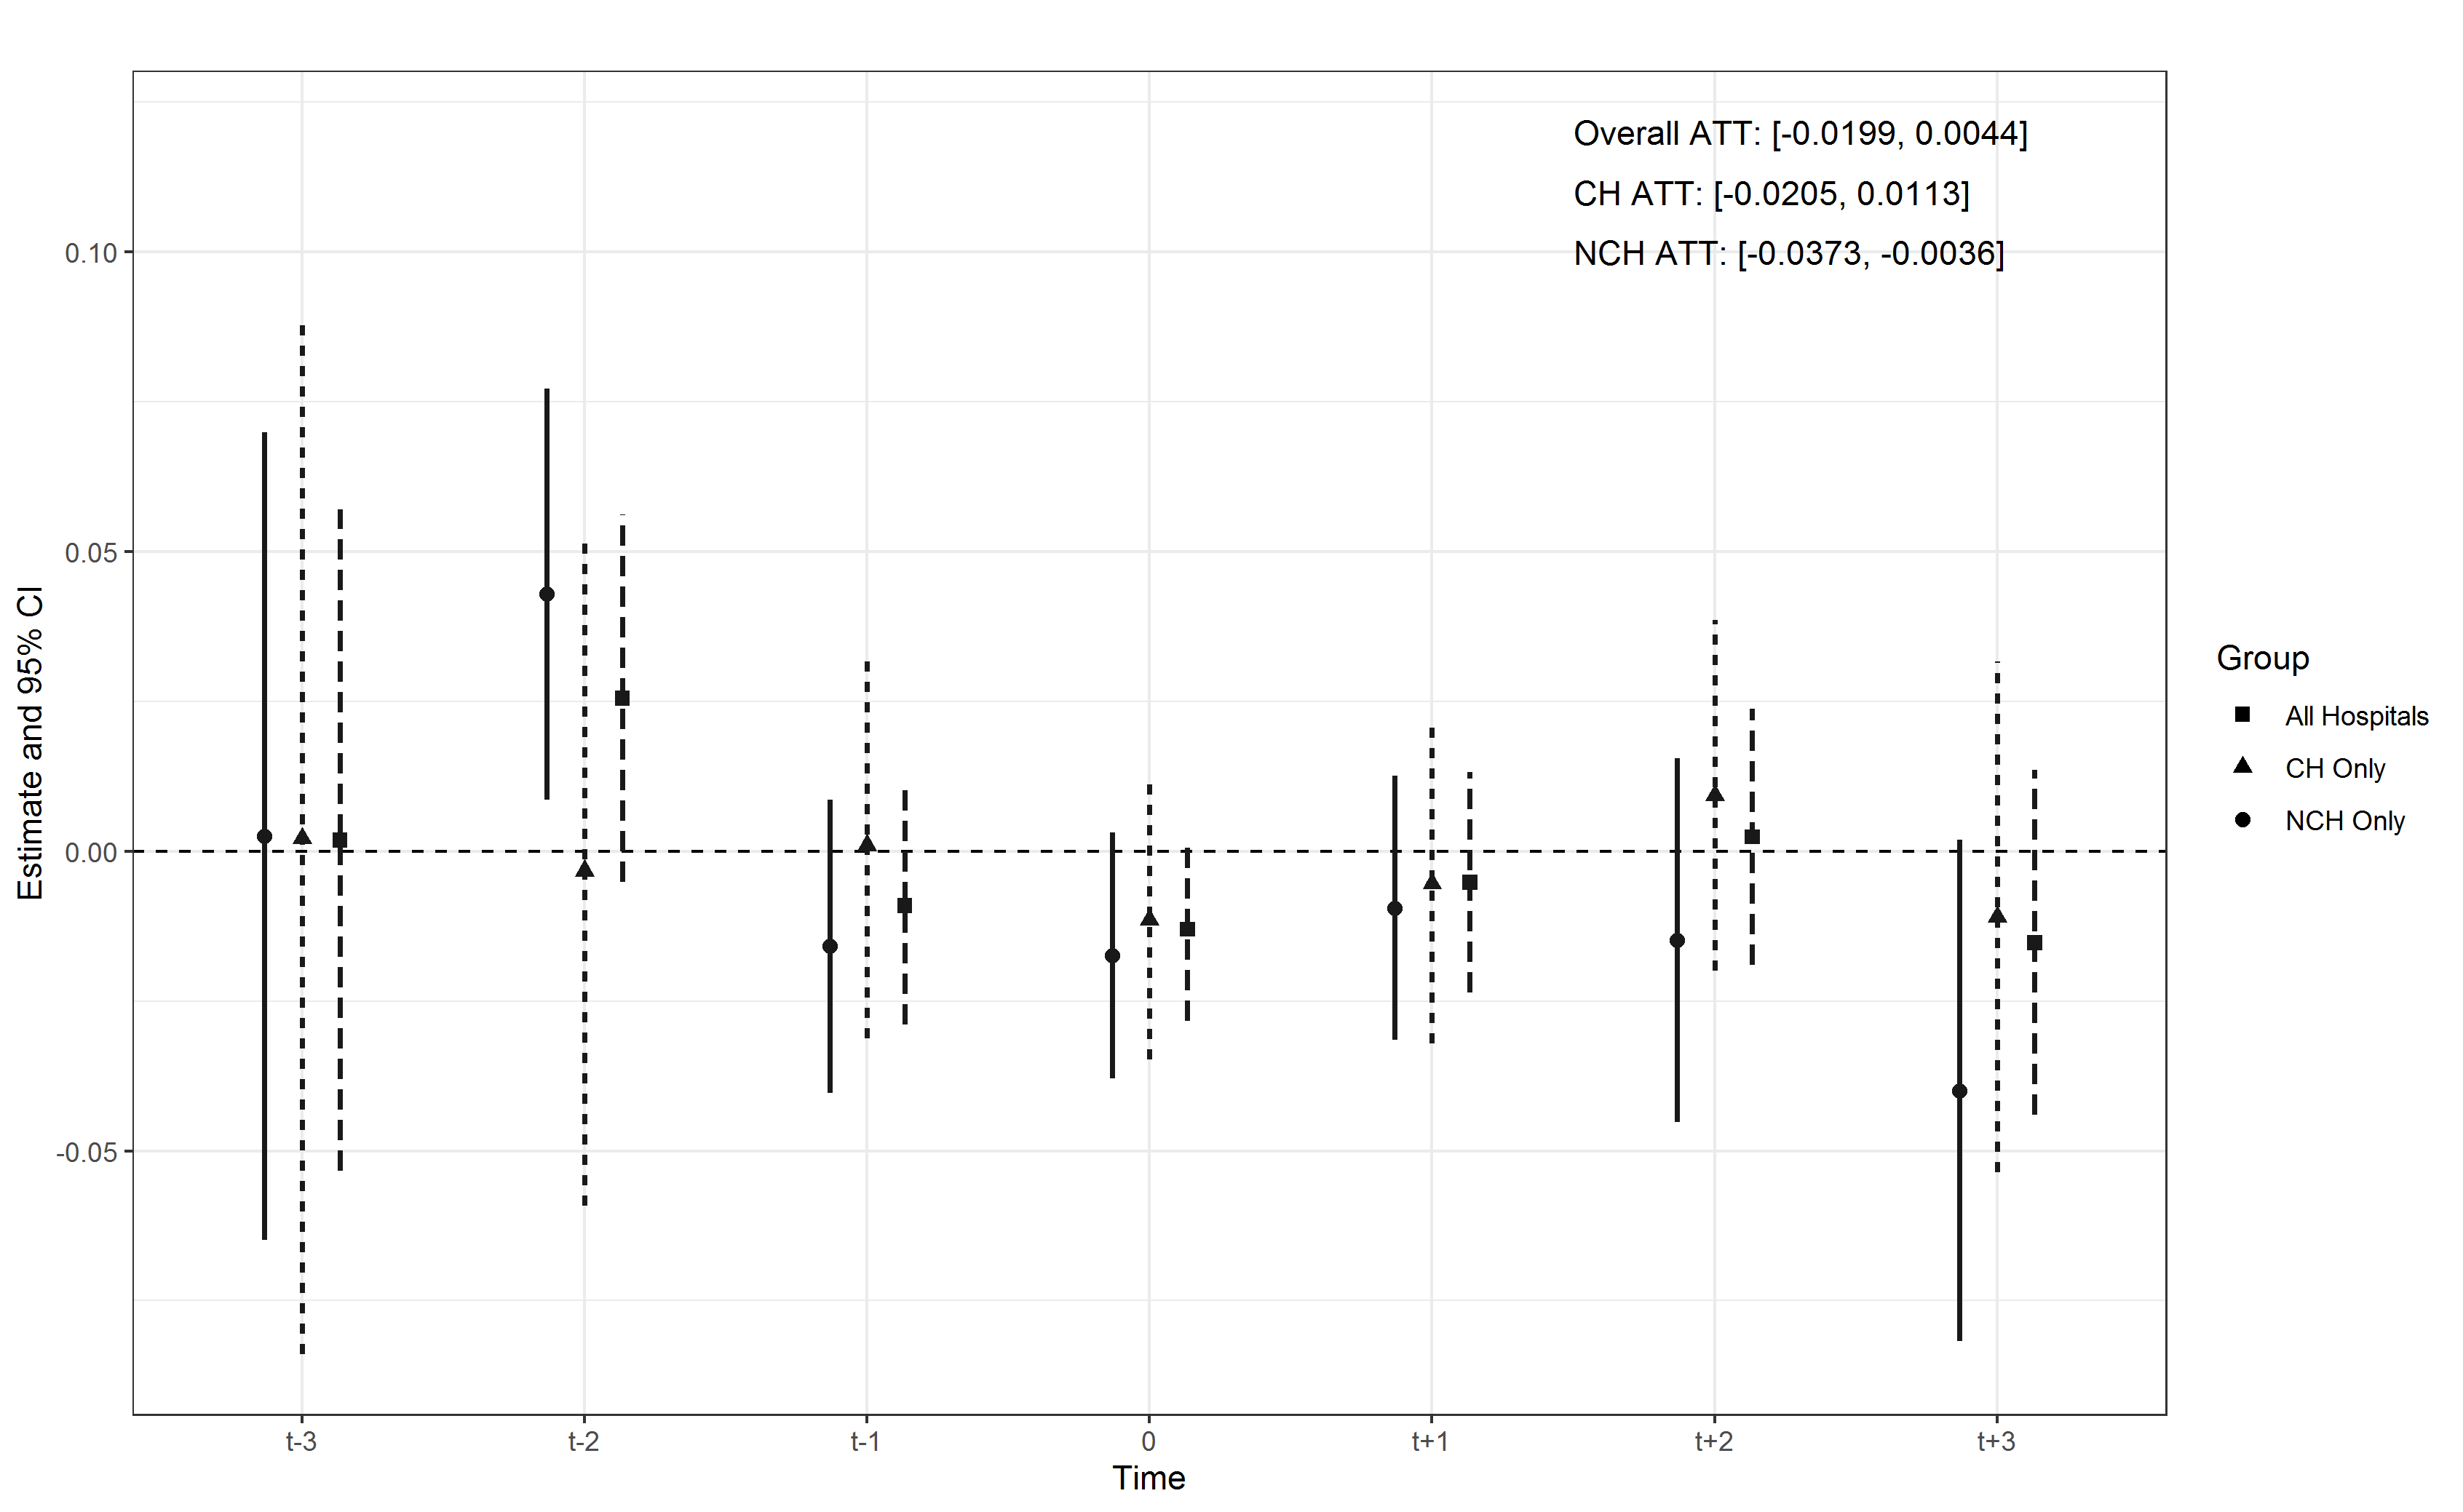 Overall ATT: [-0.0199, 0.0044]
CH ATT: [-0.0205, 0.0113]
NCH ATT: [-0.0373, -0.0036]
0.10
0.05
0.00
-0.05
Estimate and 95% CI
t-3
t-2
t-1
0
t+1
t+2
t+3
Time
Group
All Hospitals
CH Only
NCH Only